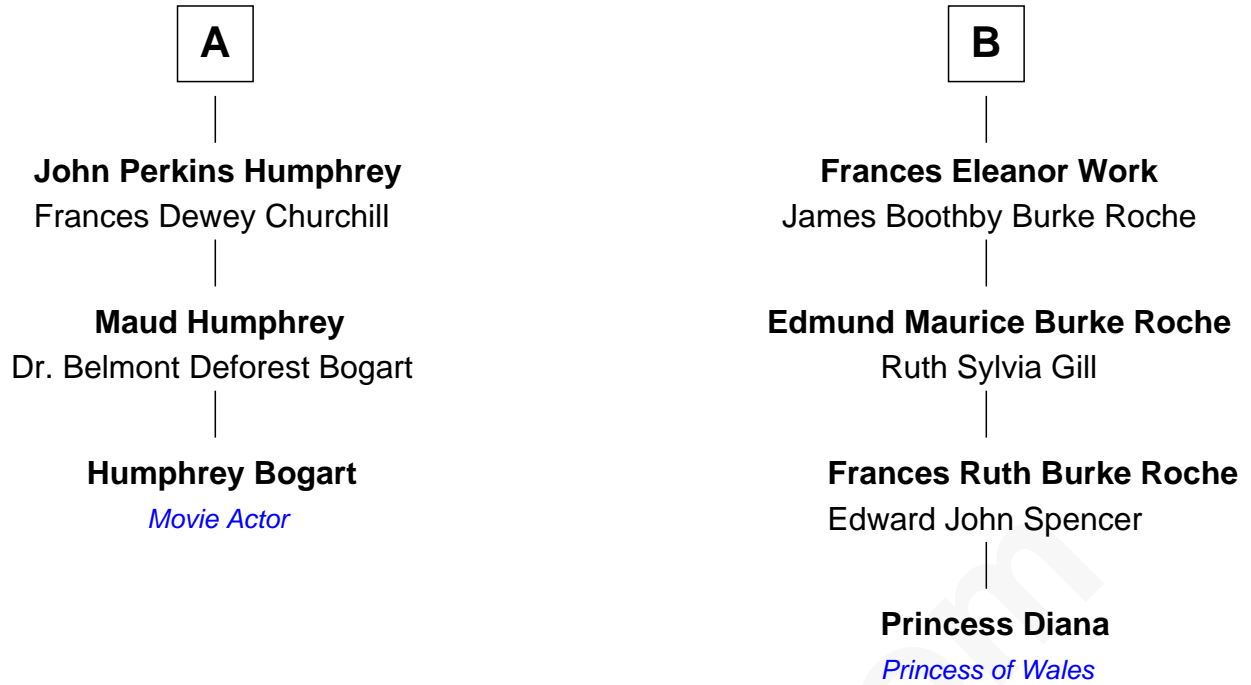 A
John Perkins Humphrey
Frances Dewey Churchill
Maud Humphrey
Dr. Belmont Deforest Bogart
Humphrey Bogart
Movie Actor
B
Frances Eleanor Work
James Boothby Burke Roche
Edmund Maurice Burke Roche
Ruth Sylvia Gill
Frances Ruth Burke Roche
Edward John Spencer
Princess Diana
Princess of Wales
om